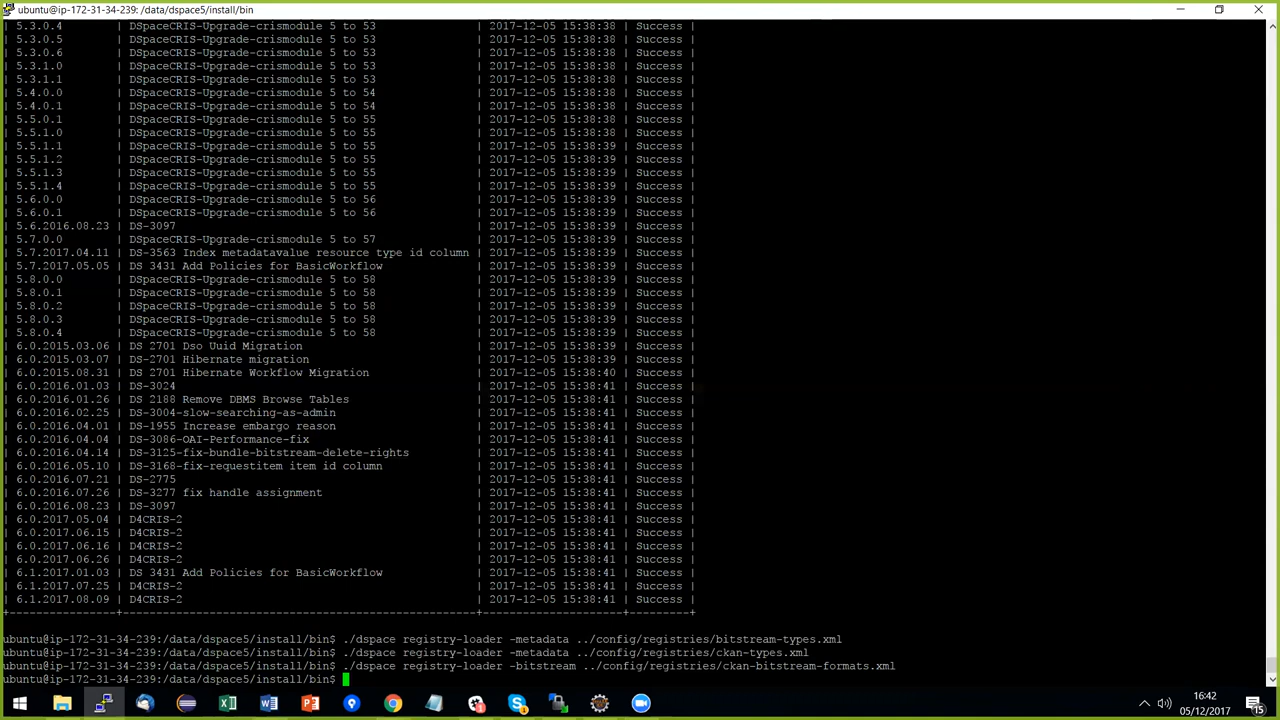 ubuntu@ip-172-31-34-239: /data/dspace5/install/bin
| 5.3.0.4 | DSpaceCRIS-Upgrade-crismodule 5 to 53 | 2017-12-05 15:38:38 | Success |
| 5.3.0.5 | DSpaceCRIS-Upgrade-crismodule 5 to 53 | 2017-12-05 15:38:38 | Success |
| 5.3.0.6 | DSpaceCRIS-Upgrade-crismodule 5 to 53 | 2017-12-05 15:38:38 | Success |
| 5.3.1.0 | DSpaceCRIS-Upgrade-crismodule 5 to 53 | 2017-12-05 15:38:38 | Success |
| 5.3.1.1 | DSpaceCRIS-Upgrade-crismodule 5 to 53 | 2017-12-05 15:38:38 | Success |
| 5.4.0.0 | DSpaceCRIS-Upgrade-crismodule 5 to 54 | 2017-12-05 15:38:38 | Success |
| 5.4.0.1 | DSpaceCRIS-Upgrade-crismodule 5 to 54 | 2017-12-05 15:38:38 | Success |
| 5.5.0.1 | DSpaceCRIS-Upgrade-crismodule 5 to 55 | 2017-12-05 15:38:38 | Success |
| 5.5.1.0 | DSpaceCRIS-Upgrade-crismodule 5 to 55 | 2017-12-05 15:38:38 | Success |
| 5.5.1.1 | DSpaceCRIS-Upgrade-crismodule 5 to 55 | 2017-12-05 15:38:39 | Success |
| 5.5.1.2 | DSpaceCRIS-Upgrade-crismodule 5 to 55 | 2017-12-05 15:38:39 | Success |
| 5.5.1.3 | DSpaceCRIS-Upgrade-crismodule 5 to 55 | 2017-12-05 15:38:39 | Success |
| 5.5.1.4 | DSpaceCRIS-Upgrade-crismodule 5 to 55 | 2017-12-05 15:38:39 | Success |
| 5.6.0.0 | DSpaceCRIS-Upgrade-crismodule 5 to 56 | 2017-12-05 15:38:39 | Success |
| 5.6.0.1 | DSpaceCRIS-Upgrade-crismodule 5 to 56 | 2017-12-05 15:38:39 | Success |
| 5.6.2016.08.23 | DS-3097 | 2017-12-05 15:38:39 | Success |
| 5.7.0.0 | DSpaceCRIS-Upgrade-crismodule 5 to 57 | 2017-12-05 15:38:39 | Success |
| 5.7.2017.04.11 | DS-3563 Index metadatavalue resource type id column | 2017-12-05 15:38:39 | Success |
| 5.7.2017.05.05 | DS 3431 Add Policies for BasicWorkflow | 2017-12-05 15:38:39 | Success |
| 5.8.0.0 | DSpaceCRIS-Upgrade-crismodule 5 to 58 | 2017-12-05 15:38:39 | Success |
| 5.8.0.1 | DSpaceCRIS-Upgrade-crismodule 5 to 58 | 2017-12-05 15:38:39 | Success |
| 5.8.0.2 | DSpaceCRIS-Upgrade-crismodule 5 to 58 | 2017-12-05 15:38:39 | Success |
| 5.8.0.3 | DSpaceCRIS-Upgrade-crismodule 5 to 58 | 2017-12-05 15:38:39 | Success |
| 5.8.0.4 | DSpaceCRIS-Upgrade-crismodule 5 to 58 | 2017-12-05 15:38:39 | Success |
| 6.0.2015.03.06 | DS 2701 Dso Uuid Migration | 2017-12-05 15:38:39 | Success |
| 6.0.2015.03.07 | DS-2701 Hibernate migration | 2017-12-05 15:38:39 | Success |
| 6.0.2015.08.31 | DS 2701 Hibernate Workflow Migration | 2017-12-05 15:38:40 | Success |
| 6.0.2016.01.03 | DS-3024 | 2017-12-05 15:38:41 | Success |
| 6.0.2016.01.26 | DS 2188 Remove DBMS Browse Tables | 2017-12-05 15:38:41 | Success |
| 6.0.2016.02.25 | DS-3004-slow-searching-as-admin | 2017-12-05 15:38:41 | Success |
| 6.0.2016.04.01 | DS-1955 Increase embargo reason | 2017-12-05 15:38:41 | Success |
| 6.0.2016.04.04 | DS-3086-OAI-Performance-fix | 2017-12-05 15:38:41 | Success |
| 6.0.2016.04.14 | DS-3125-fix-bundle-bitstream-delete-rights | 2017-12-05 15:38:41 | Success |
| 6.0.2016.05.10 | DS-3168-fix-requestitem item id column | 2017-12-05 15:38:41 | Success |
| 6.0.2016.07.21 | DS-2775 | 2017-12-05 15:38:41 | Success |
| 6.0.2016.07.26 | DS-3277 fix handle assignment | 2017-12-05 15:38:41 | Success |
| 6.0.2016.08.23 | DS-3097 | 2017-12-05 15:38:41 | Success |
| 6.0.2017.05.04 | D4CRIS-2 | 2017-12-05 15:38:41 | Success |
| 6.0.2017.06.15 | D4CRIS-2 | 2017-12-05 15:38:41 | Success |
| 6.0.2017.06.16 | D4CRIS-2 | 2017-12-05 15:38:41 | Success |
| 6.0.2017.06.26 | D4CRIS-2 | 2017-12-05 15:38:41 | Success |
| 6.1.2017.01.03 | DS 3431 Add Policies for BasicWorkflow | 2017-12-05 15:38:41 | Success |
| 6.1.2017.07.25 | D4CRIS-2 | 2017-12-05 15:38:41 | Success |
| 6.1.2017.08.09 | D4CRIS-2 | 2017-12-05 15:38:41 | Success |
ubuntu@ip-172-31-34-239:/data/dspace5/install/bin$ ./dspace registry-loader -metadata ../config/registries/bitstream-types.xml
ubuntu@ip-172-31-34-239:/data/dspace5/install/bin$ ./dspace registry-loader -metadata ../config/registries/ckan-types.xml
ubuntu@ip-172-31-34-239:/data/dspace5/install/bin$ ./dspace registry-loader -bitstream ../config/registries/ckan-bitstream-formats.xml
ubuntu@ip-172-31-34-239:/data/dspace5/install/bin$
16:42
05/12/2017
15